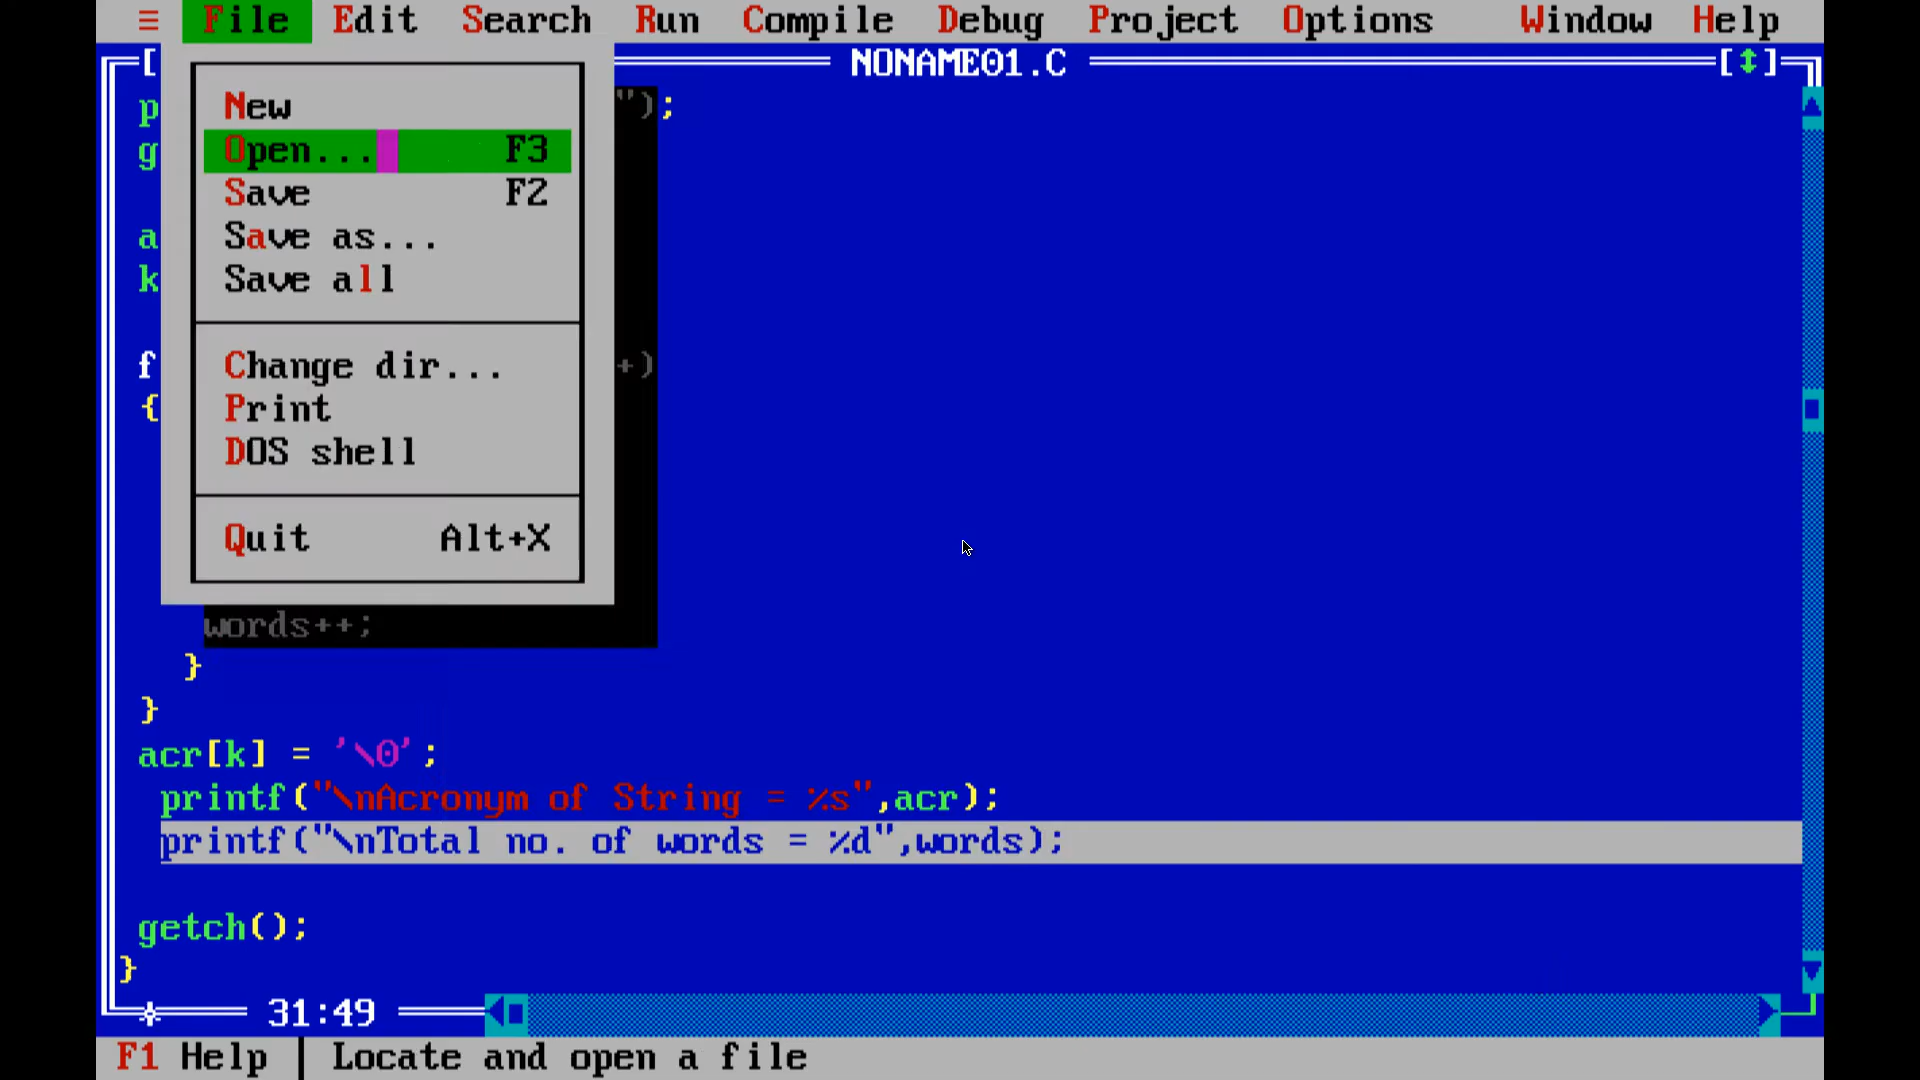 ≡ File Edit Search Run Compile Debug Project Options Window Help
[ NONAME01.C [↕]
New
Open... F3
Save F2
Save as...
Save all
Change dir...
Print
DOS shell
Quit Alt+X
p ");
g
a
k
f +)
{
words++;
}
}
acr[k] = '\0';
printf("\nAcronym of String = %s",acr);
printf("\nTotal no. of words = %d",words);
getch();
}
31:49
F1 Help | Locate and open a file